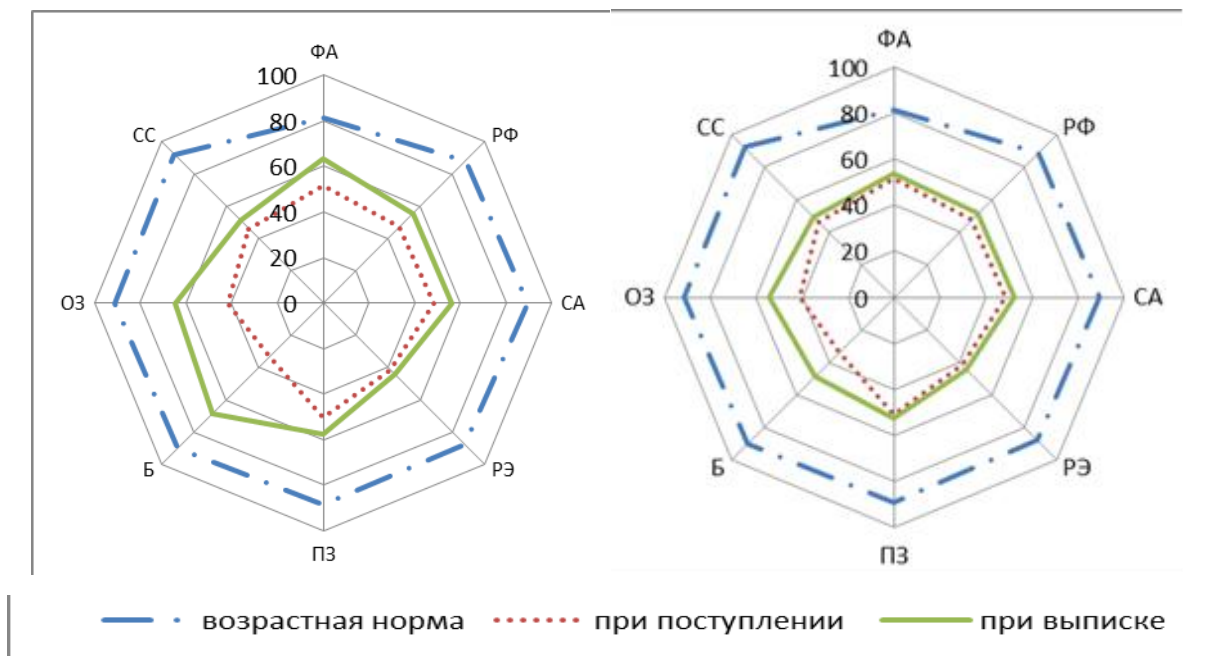 ФА
100
80
60
40
20
0
СС
РФ
ОЗ
СА
Б
РЭ
ПЗ
ФА
100
80
60
40
20
0
СС
РФ
ОЗ
СА
Б
РЭ
ПЗ
возрастная норма при поступлении при выписке